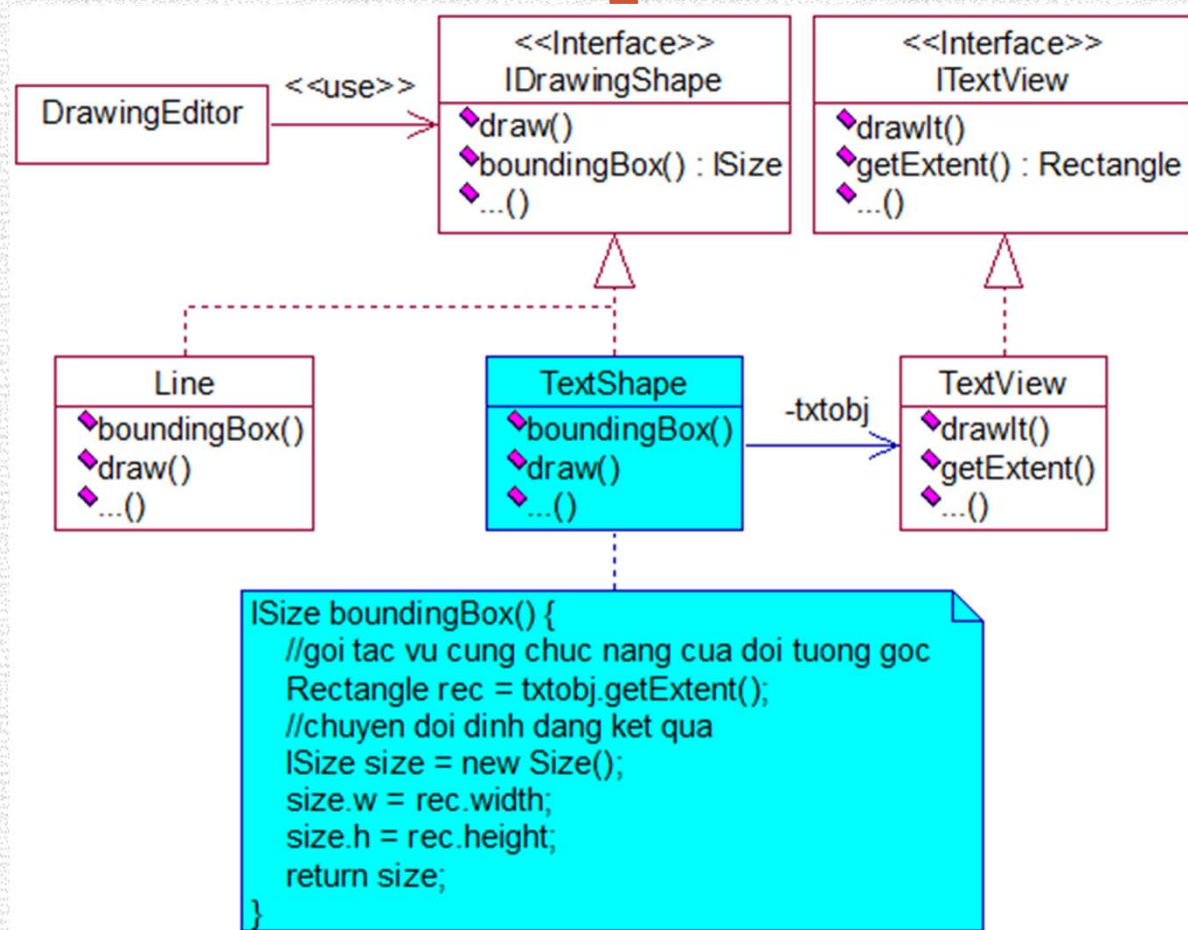 DrawingEditor
<<use>>
<<Interface>>
IDrawingShape
draw()
boundingBox() : ISize
...()
<<Interface>>
ITextView
drawIt()
getExtent() : Rectangle
...()
Line
boundingBox()
draw()
...()
TextShape
boundingBox()
draw()
...()
-txtobj
TextView
drawIt()
getExtent()
...()
ISize boundingBox() {
//goi tac vu cung chuc nang cua doi tuong goc
Rectangle rec = txtobj.getExtent();
//chuyen doi dinh dang ket qua
ISize size = new Size();
size.w = rec.width;
size.h = rec.height;
return size;
}